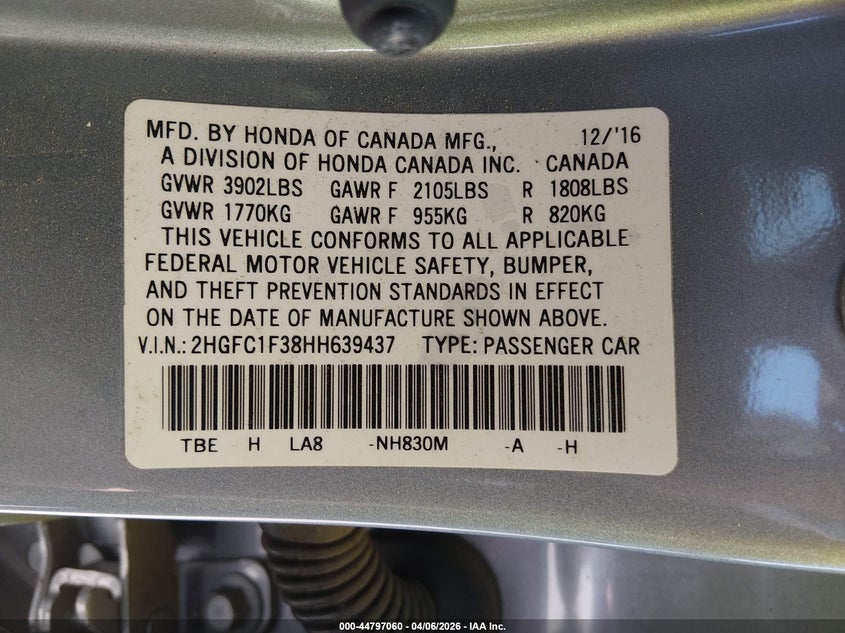 MFD. BY HONDA OF CANADA MFG., 12/'16
A DIVISION OF HONDA CANADA INC. CANADA
GVWR 3902LBS GAWR F 2105LBS R 1808LBS
GVWR 1770KG GAWR F 955KG R 820KG
THIS VEHICLE CONFORMS TO ALL APPLICABLE
FEDERAL MOTOR VEHICLE SAFETY, BUMPER,
AND THEFT PREVENTION STANDARDS IN EFFECT
ON THE DATE OF MANUFACTURE SHOWN ABOVE.
V.I.N.: 2HGFC1F38HH639437 TYPE: PASSENGER CAR
TBE H LA8 -NH830M -A -H
000-44797060 - 04/06/2026 - IAA Inc.